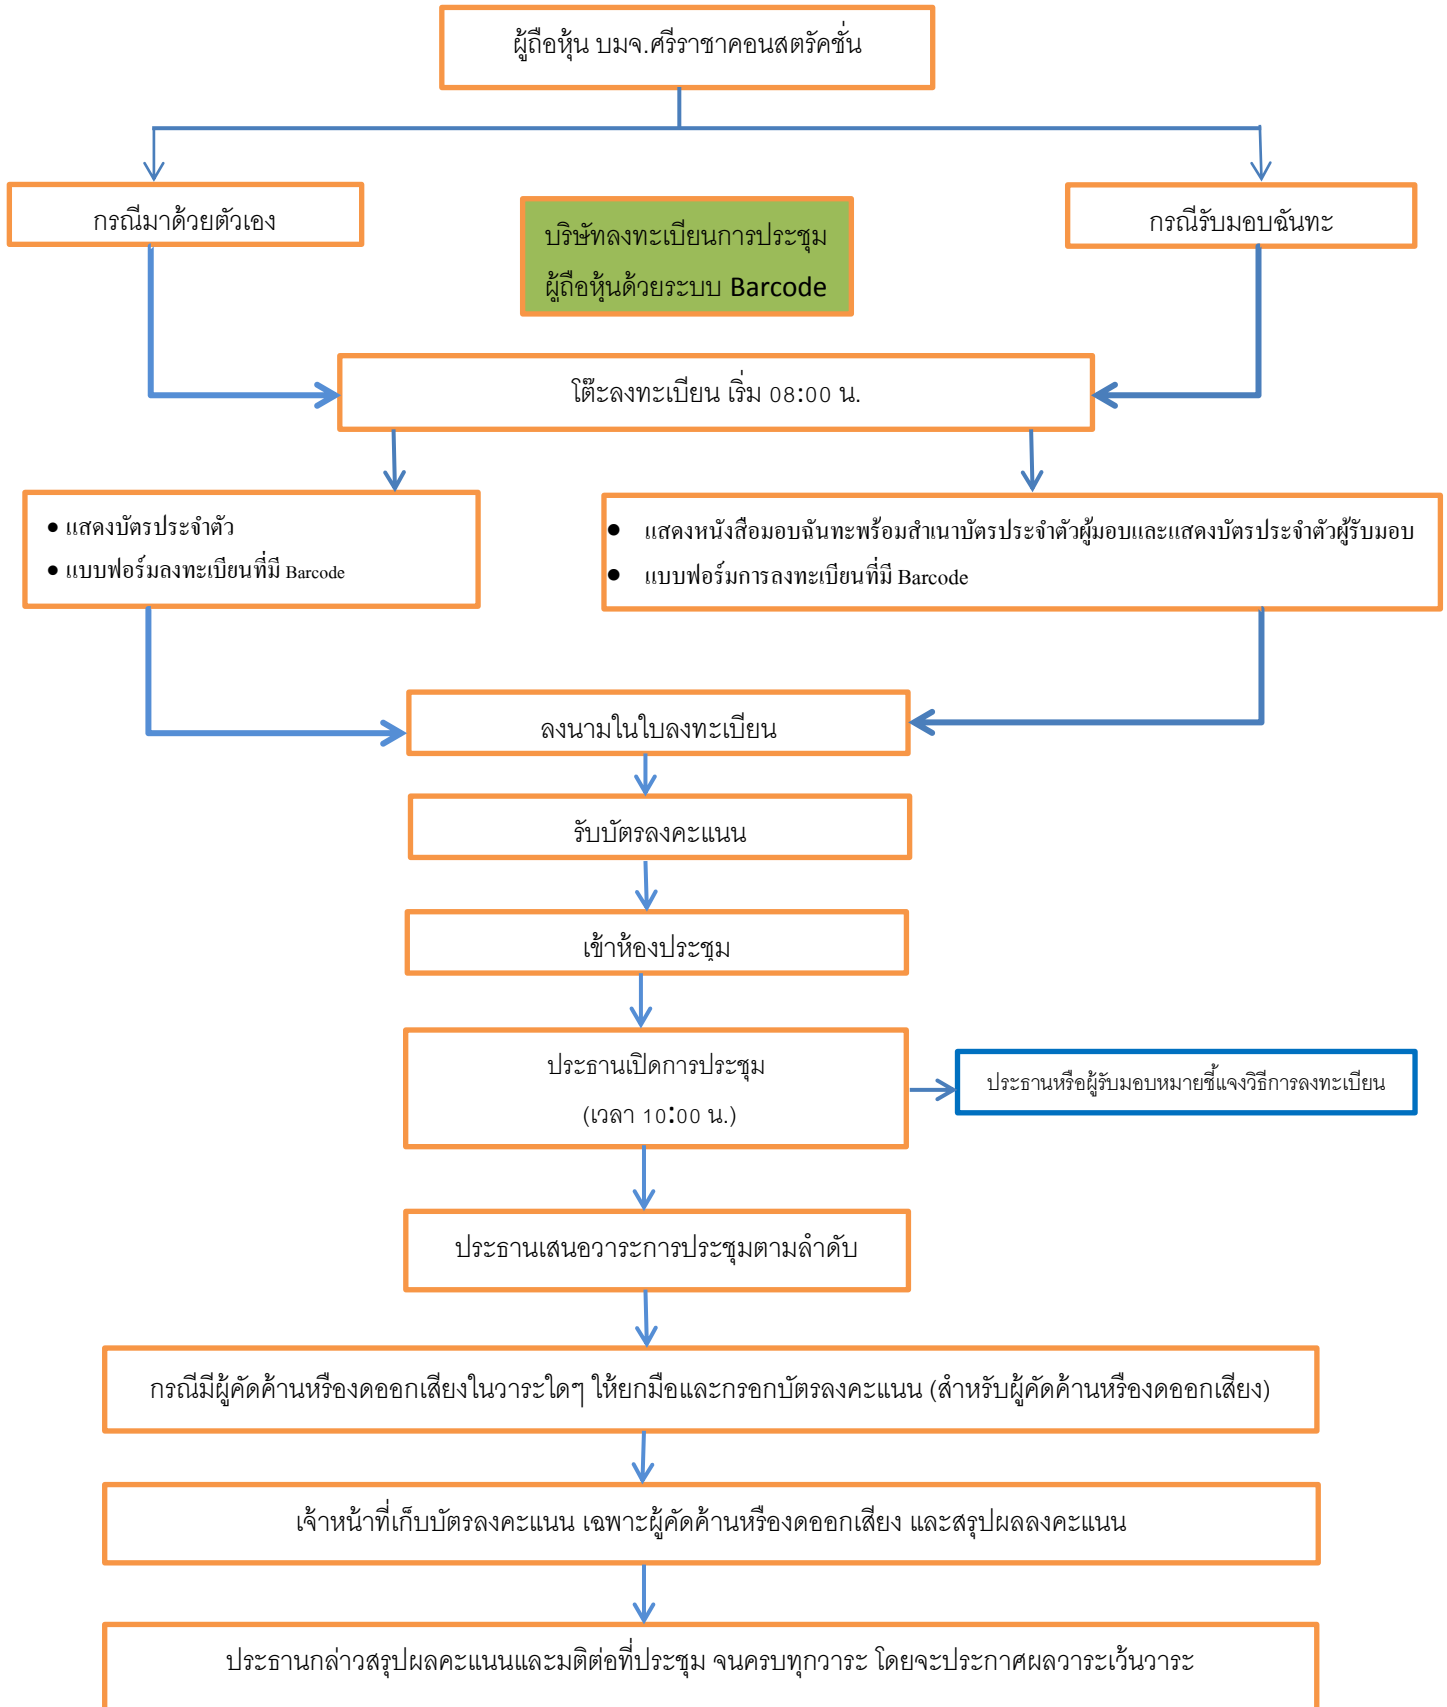 ผู้ถือหุ้น บมจ.ศรีราชาคอนสตรัคชั่น
กรณีมาด้วยตัวเอง
บริษัทลงทะเบียนการประชุม
ผู้ถือหุ้นด้วยระบบ Barcode
กรณีรับมอบฉันทะ
โต๊ะลงทะเบียน เริ่ม 08:00 น.
• แสดงบัตรประจำตัว
• แบบฟอร์มลงทะเบียนที่มี Barcode
• แสดงหนังสือมอบฉันทะพร้อมสำเนาบัตรประจำตัวผู้มอบและแสดงบัตรประจำตัวผู้รับมอบ
• แบบฟอร์มการลงทะเบียนที่มี Barcode
ลงนามในใบลงทะเบียน
รับบัตรลงคะแนน
เข้าห้องประชุม
ประธานเปิดการประชุม
(เวลา 10:00 น.)
ประธานหรือผู้รับมอบหมายชี้แจงวิธีการลงทะเบียน
ประธานเสนอวาระการประชุมตามลำดับ
กรณีมีผู้คัดค้านหรืองดออกเสียงในวาระใดๆ ให้ยกมือและกรอกบัตรลงคะแนน (สำหรับผู้คัดค้านหรืองดออกเสียง)
เจ้าหน้าที่เก็บบัตรลงคะแนน เฉพาะผู้คัดค้านหรืองดออกเสียง และสรุปผลลงคะแนน
ประธานกล่าวสรุปผลคะแนนและมติต่อที่ประชุม จนครบทุกวาระ โดยจะประกาศผลวาระเว้นวาระ